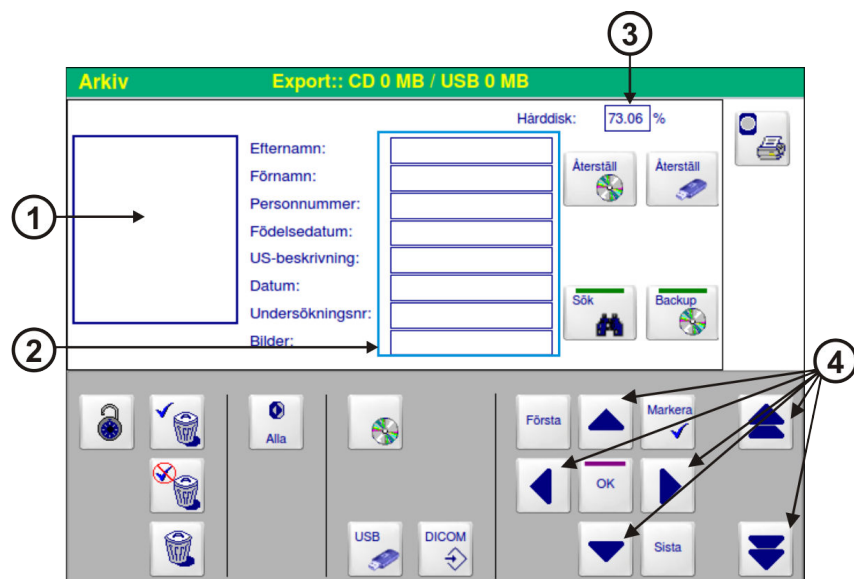 3
Arkiv Export:: CD 0 MB / USB 0 MB
Hårddisk: 73.06 %
Efternamn:
Förnamn:
Personnummer:
Födelsedatum:
US-beskrivning:
Datum:
Undersökningsnr:
Bilder:
Återställ Återställ
Sök Backup
1
2
4
Alla
Första
Markera
OK
USB DICOM
Sista